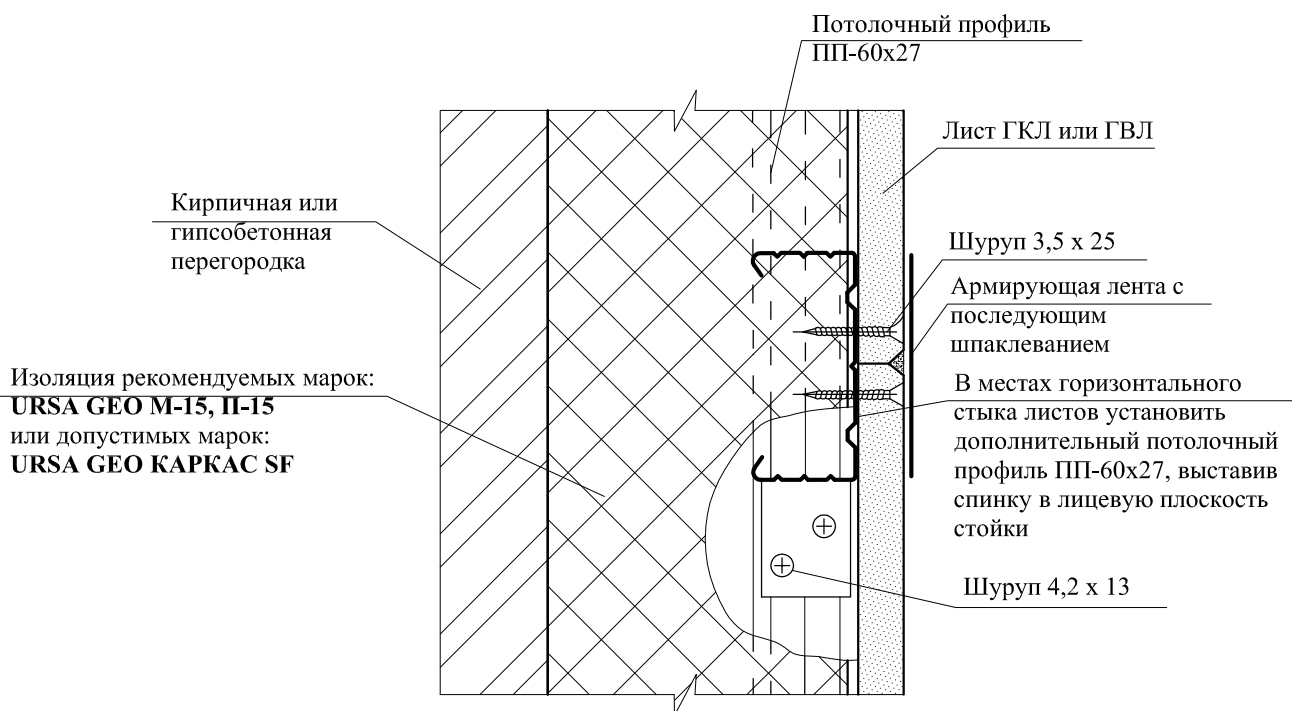 Потолочный профиль
ПП-60х27
Лист ГКЛ или ГВЛ
Кирпичная или
гипсобетонная
перегородка
Шуруп 3,5 х 25
Армирующая лента с
последующим
шпаклеванием
Изоляция рекомендуемых марок:
URSA GEO М-15, П-15
или допустимых марок:
URSA GEO КАРКАС SF
В местах горизонтального
стыка листов установить
дополнительный потолочный
профиль ПП-60х27, выставив
спинку в лицевую плоскость
стойки
Шуруп 4,2 х 13